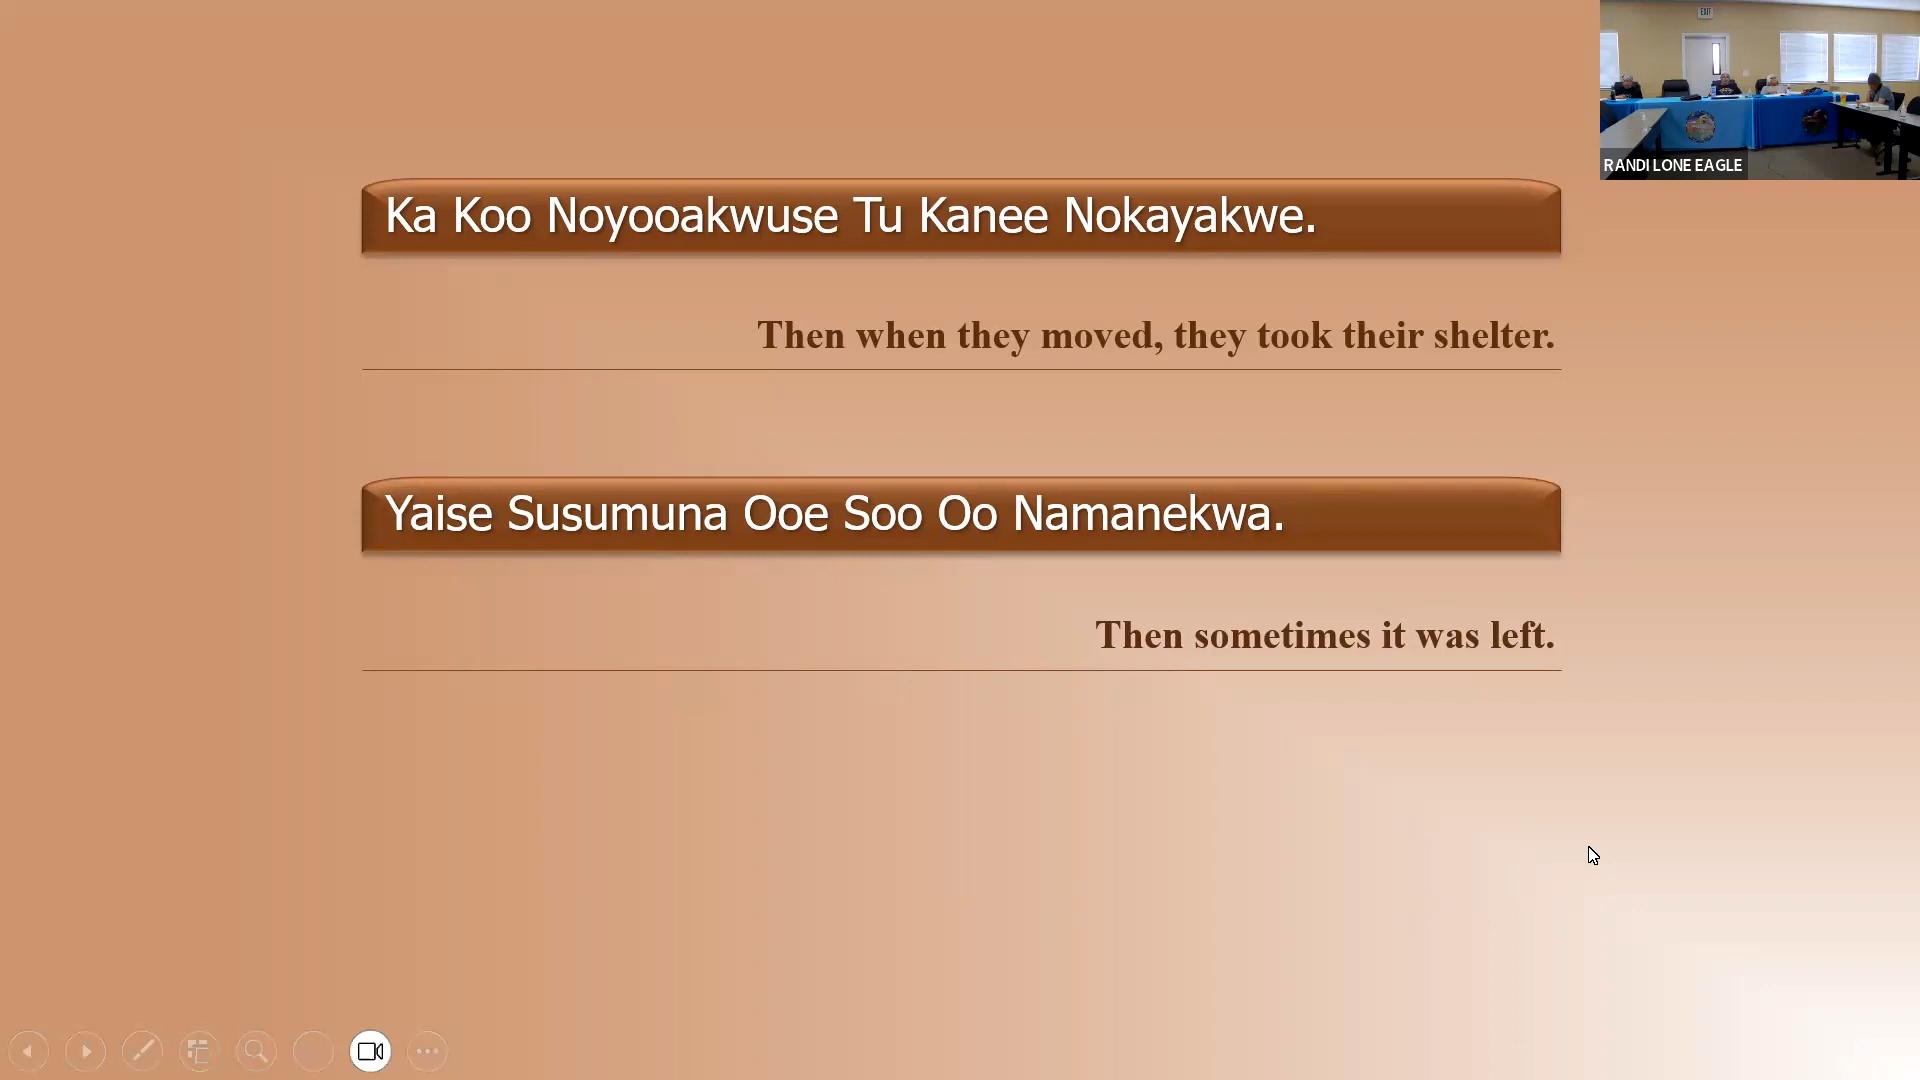 EXIT
RANDI LONE EAGLE
Ka Koo Noyooakwuse Tu Kanee Nokayakwe.
Then when they moved, they took their shelter.
Yaise Susumuna Ooe Soo Oo Namanekwa.
Then sometimes it was left.